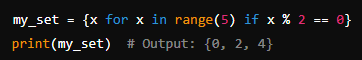 my_set = {x for x in range(5) if x % 2 == 0}
print(my_set)  # Output: {0, 2, 4}